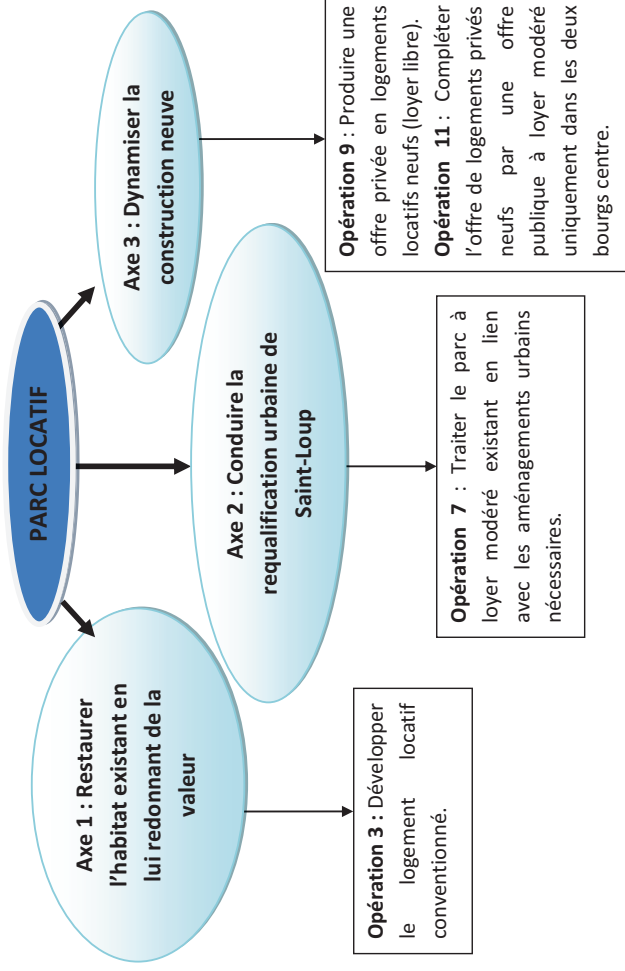 PARC LOCATIF
Axe 1 : Restaurer
l'habitat existant en
lui redonnant de la
valeur
Axe 2 : Conduire la
requalification urbaine de
Saint-Loup
Axe 3 : Dynamiser la
construction neuve
Opération 3 : Développer
le logement locatif
conventionné.
Opération 7 : Traiter le parc à
loyer modéré existant en lien
avec les aménagements urbains
nécessaires.
Opération 9 : Produire une
offre privée en logements
locatifs neufs (loyer libre).
Opération 11 : Compléter
l'offre de logements privés
neufs par une offre
publique à loyer modéré
uniquement dans les deux
bourgs centre.